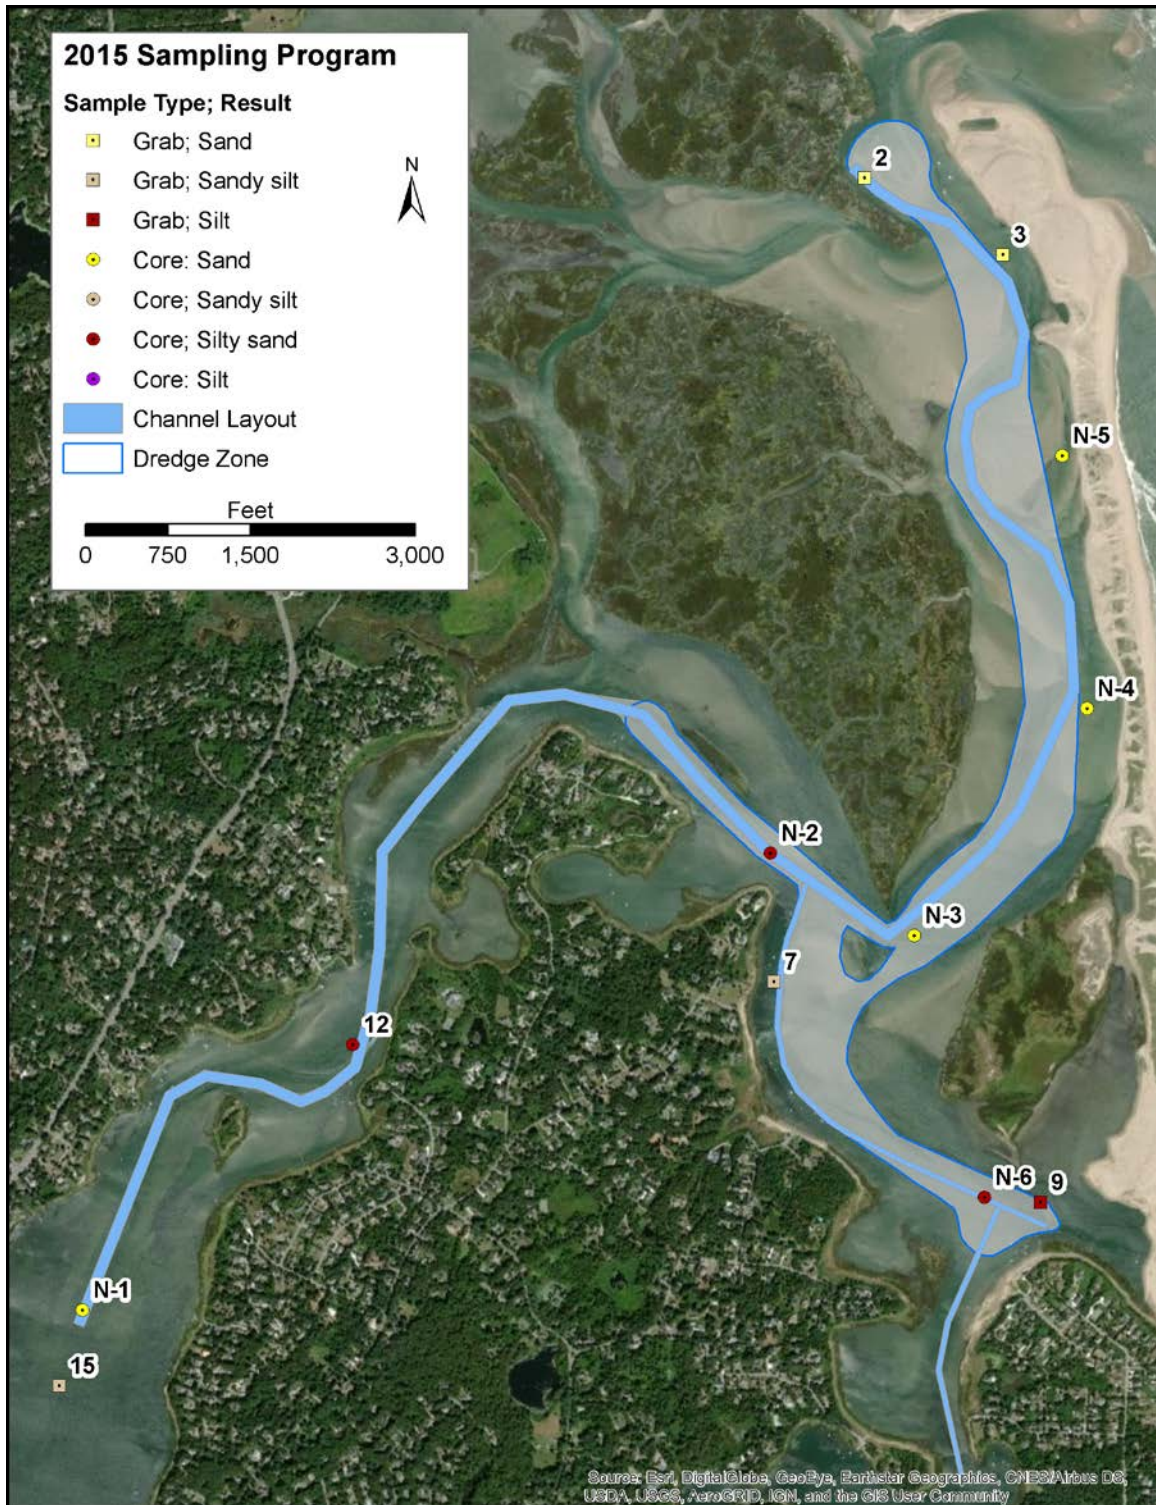 2015 Sampling Program
Sample Type; Result
Grab; Sand
Grab; Sandy silt
Grab; Silt
Core: Sand
Core; Sandy silt
Core; Silty sand
Core: Silt
Channel Layout
Dredge Zone
N
Feet
0 750 1,500 3,000
2
3
N-5
N-4
N-2
N-3
7
12
N-6 9
N-1
15
Source: Esri, DigitalGlobe, GeoEye, Earthstar Geographics, CNES/Airbus DS,
USDA, USGS, AeroGRID, IGN, and the GIS User Community